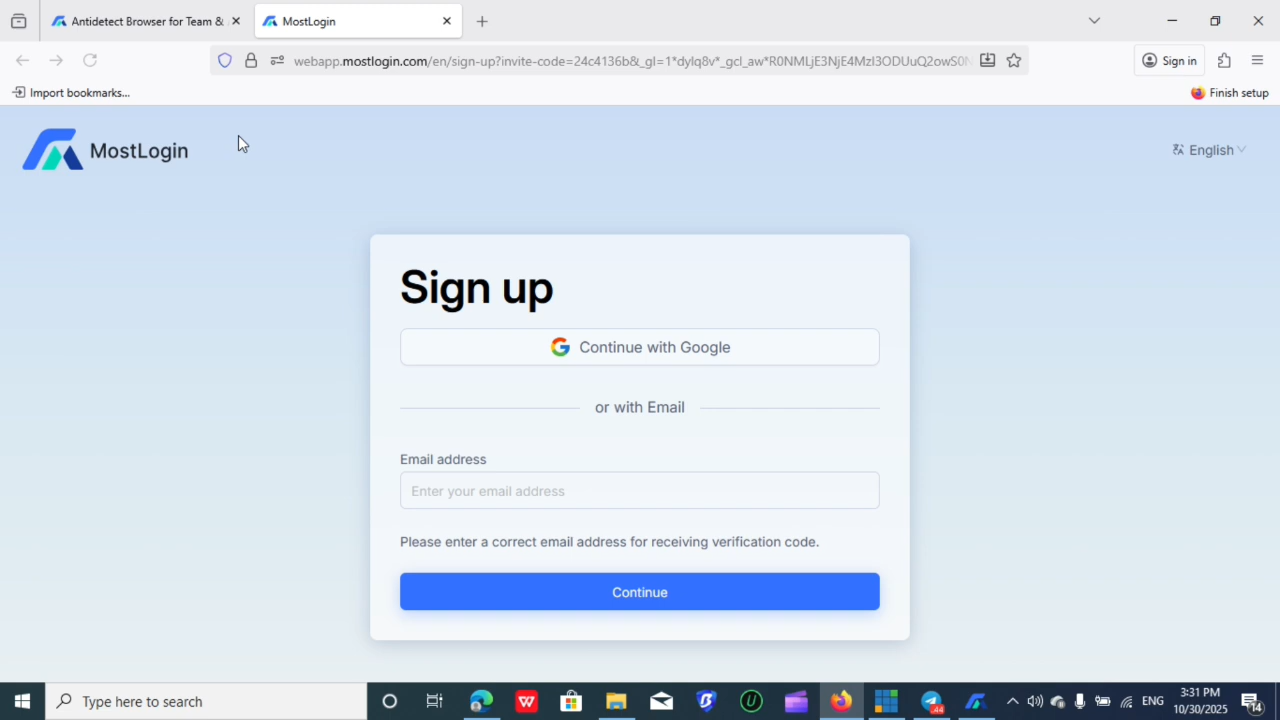 Antidetect Browser for Team &
MostLogin
webapp.mostlogin.com/en/sign-up?invite-code=24c4136b&_gl=1*dylq8v*_gcl_aw*R0NMLjE3NjE4MzI3ODUuQ2owS0N
Sign in
Import bookmarks...
Finish setup
MostLogin
English
Sign up
Continue with Google
or with Email
Email address
Enter your email address
Please enter a correct email address for receiving verification code.
Continue
Type here to search
44
ENG
3:31 PM
10/30/2025
14